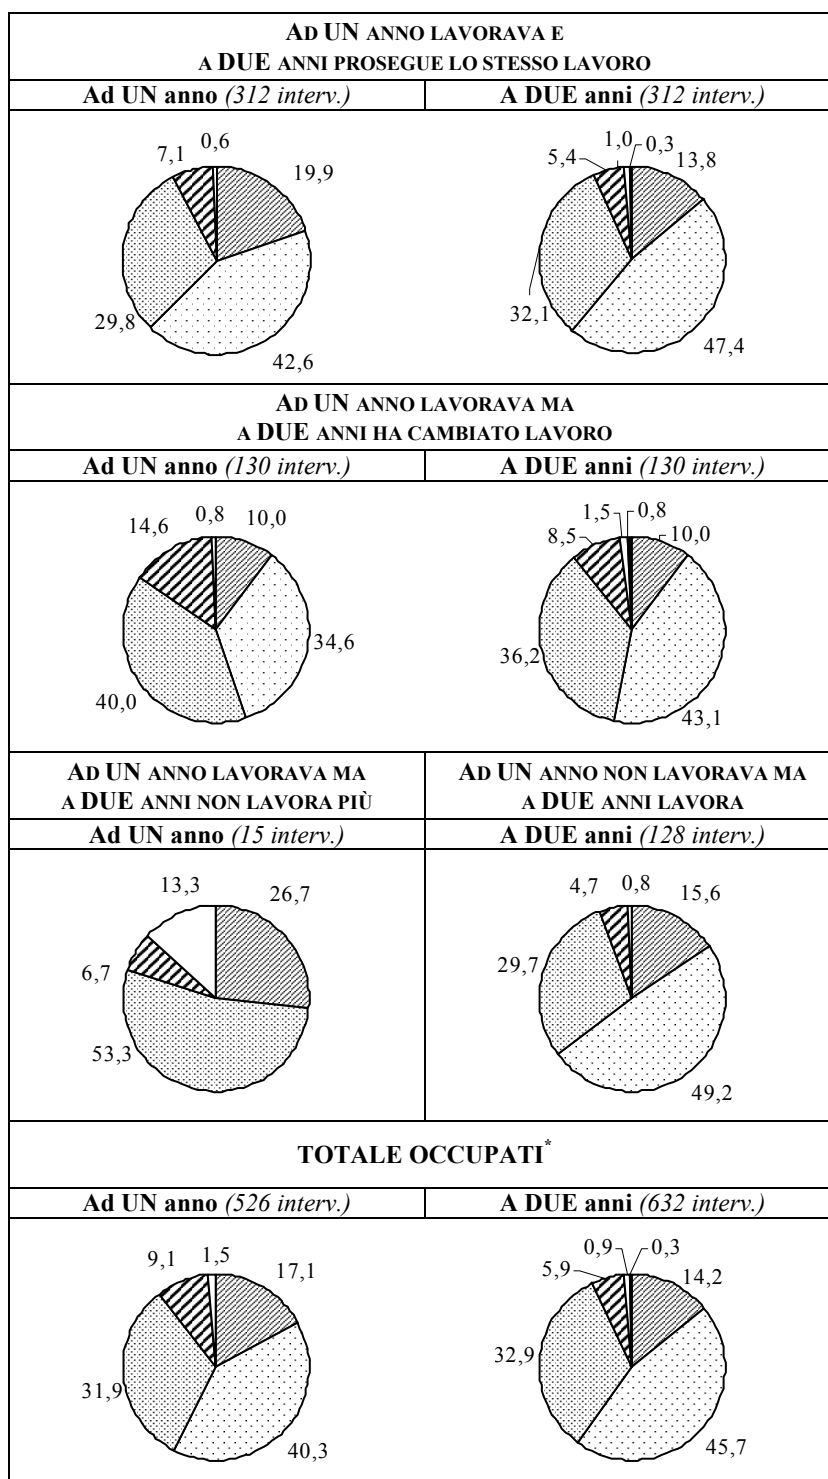 AD UN ANNO LAVORAVA E
A DUE ANNI PROSEGUE LO STESSO LAVORO
Ad UN anno (312 interv.)
A DUE anni (312 interv.)
0,6
7,1
19,9
29,8
42,6
1,0
0,3
5,4
13,8
32,1
47,4
AD UN ANNO LAVORAVA MA
A DUE ANNI HA CAMBIATO LAVORO
Ad UN anno (130 interv.)
A DUE anni (130 interv.)
0,8
10,0
14,6
34,6
40,0
1,5
0,8
8,5
10,0
36,2
43,1
AD UN ANNO LAVORAVA MA
A DUE ANNI NON LAVORA PIÙ
Ad UN anno (15 interv.)
13,3
26,7
6,7
53,3
AD UN ANNO NON LAVORAVA MA
A DUE ANNI LAVORA
A DUE anni (128 interv.)
4,7
0,8
15,6
29,7
49,2
TOTALE OCCUPATI*
Ad UN anno (526 interv.)
A DUE anni (632 interv.)
9,1
1,5
17,1
31,9
40,3
0,9
0,3
5,9
14,2
32,9
45,7